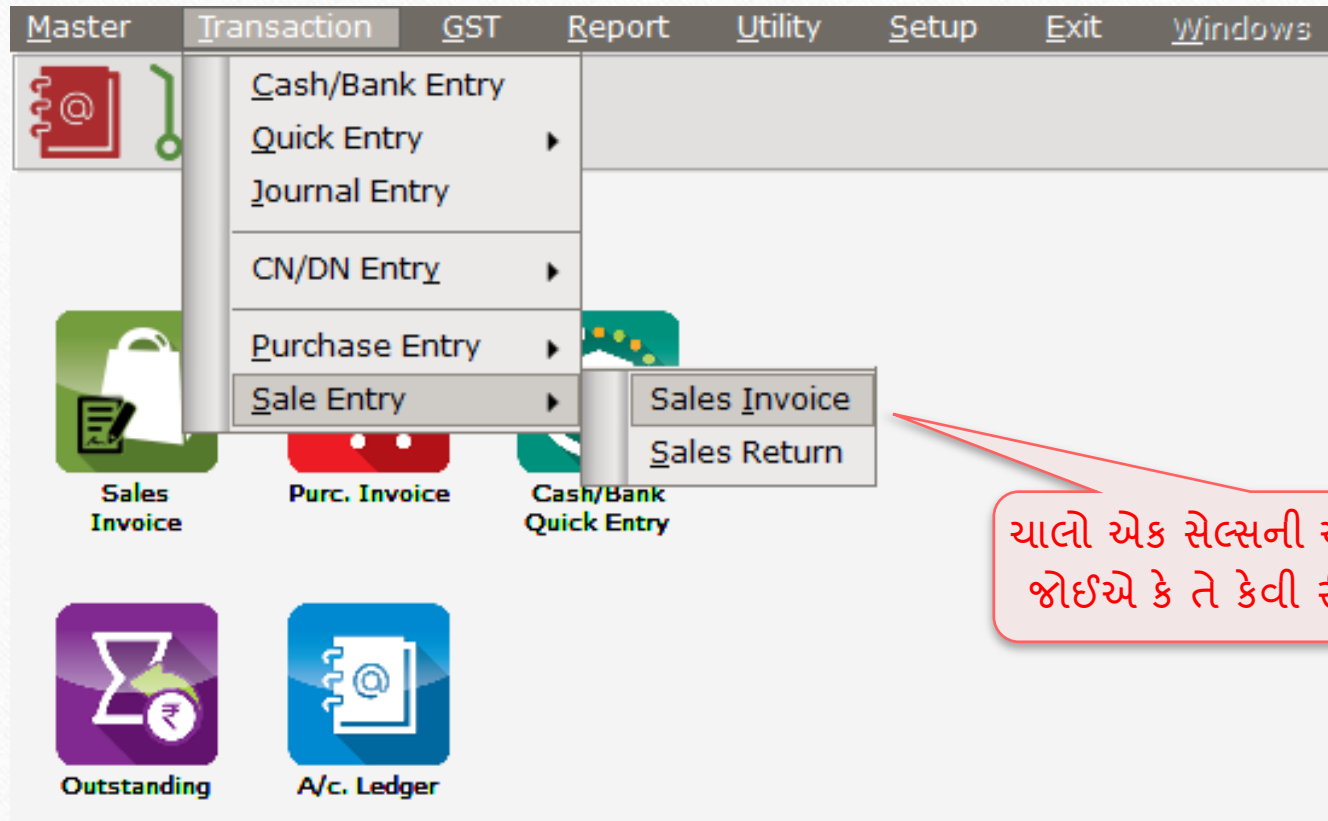 Master Transaction GST Report Utility Setup Exit Windows
Cash/Bank Entry
Quick Entry
Journal Entry
CN/DN Entry
Purchase Entry
Sale Entry
Sales Invoice
Sales Return
Sales
Invoice
Purc. Invoice
Cash/Bank
Quick Entry
ચાલો એક સેલ્સની
જોઈએ કે તે કેવી
Outstanding
A/c. Ledger